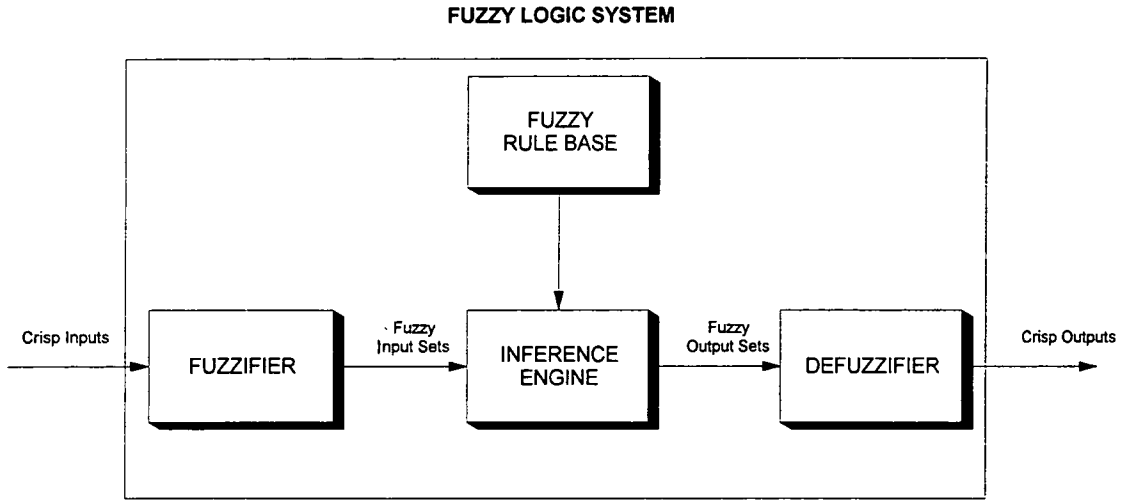 FUZZY LOGIC SYSTEM
FUZZY
RULE BASE
Crisp Inputs
FUZZIFIER
Fuzzy
Input Sets
INFERENCE
ENGINE
Fuzzy
Output Sets
DEFUZZIFIER
Crisp Outputs